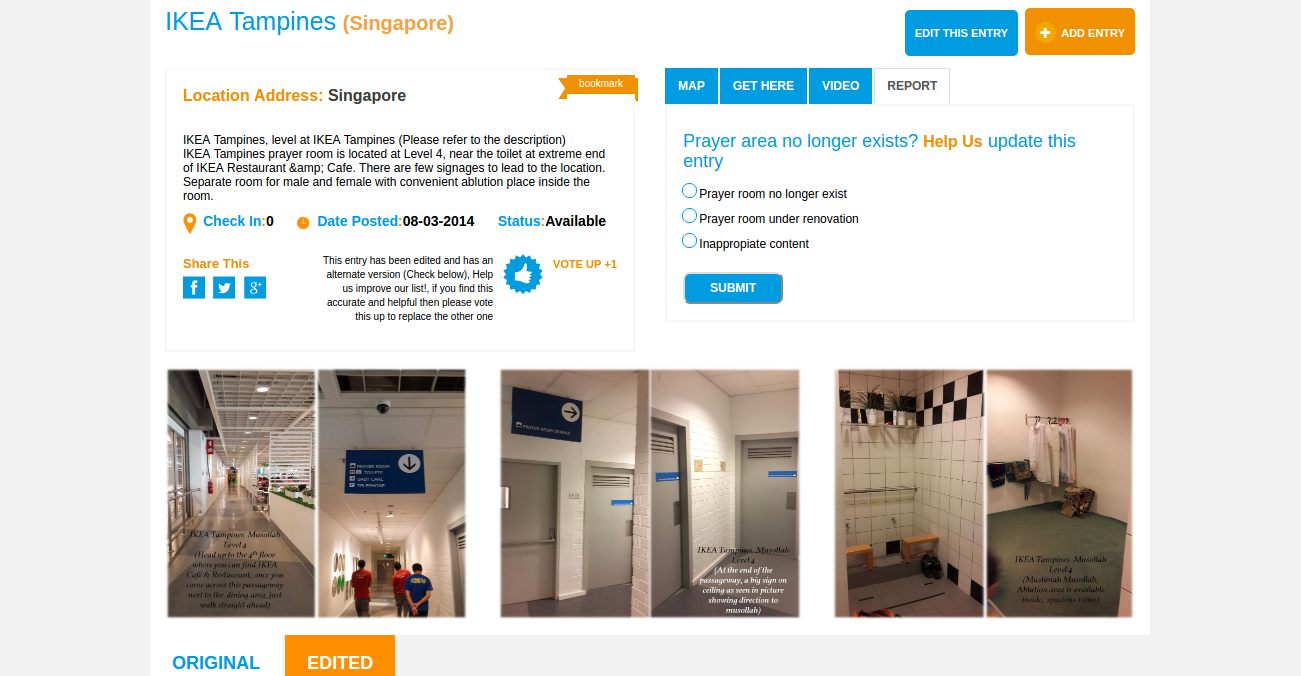 IKEA Tampines (Singapore)
EDIT THIS ENTRY
ADD ENTRY
bookmark
Location Address: Singapore
IKEA Tampines, level at IKEA Tampines (Please refer to the description)
IKEA Tampines prayer room is located at Level 4, near the toilet at extreme end
of IKEA Restaurant &amp; Cafe. There are few signages to lead to the location.
Separate room for male and female with convenient ablution place inside the
room.
Check In:0 Date Posted:08-03-2014 Status:Available
Share This
This entry has been edited and has an
alternate version (Check below), Help
us improve our list!, if you find this
accurate and helpful then please vote
this up to replace the other one
VOTE UP +1
MAP
GET HERE
VIDEO
REPORT
Prayer area no longer exists? Help Us update this
entry
Prayer room no longer exist
Prayer room under renovation
Inappropiate content
SUBMIT
IKEA Tampines Musollah
Level 4
(Head up to the 4th floor
where you can find IKEA
Cafe & Restaurant; once you
come across this passageway
next to the dining area, just
walk straight ahead)
PRAYER ROOM
TOILETS
BABY CARE
TELEPHONE
PRAYER ROOM
IKEA Tampines Musollah
Level 4
(At the end of the
passageway, a big sign on
ceiling as seen in picture
showing direction to
musollah)
IKEA Tampines Musollah
Level 4
(Muslimah Musollah;
Ablution area is available
inside, spacious room)
ORIGINAL
EDITED